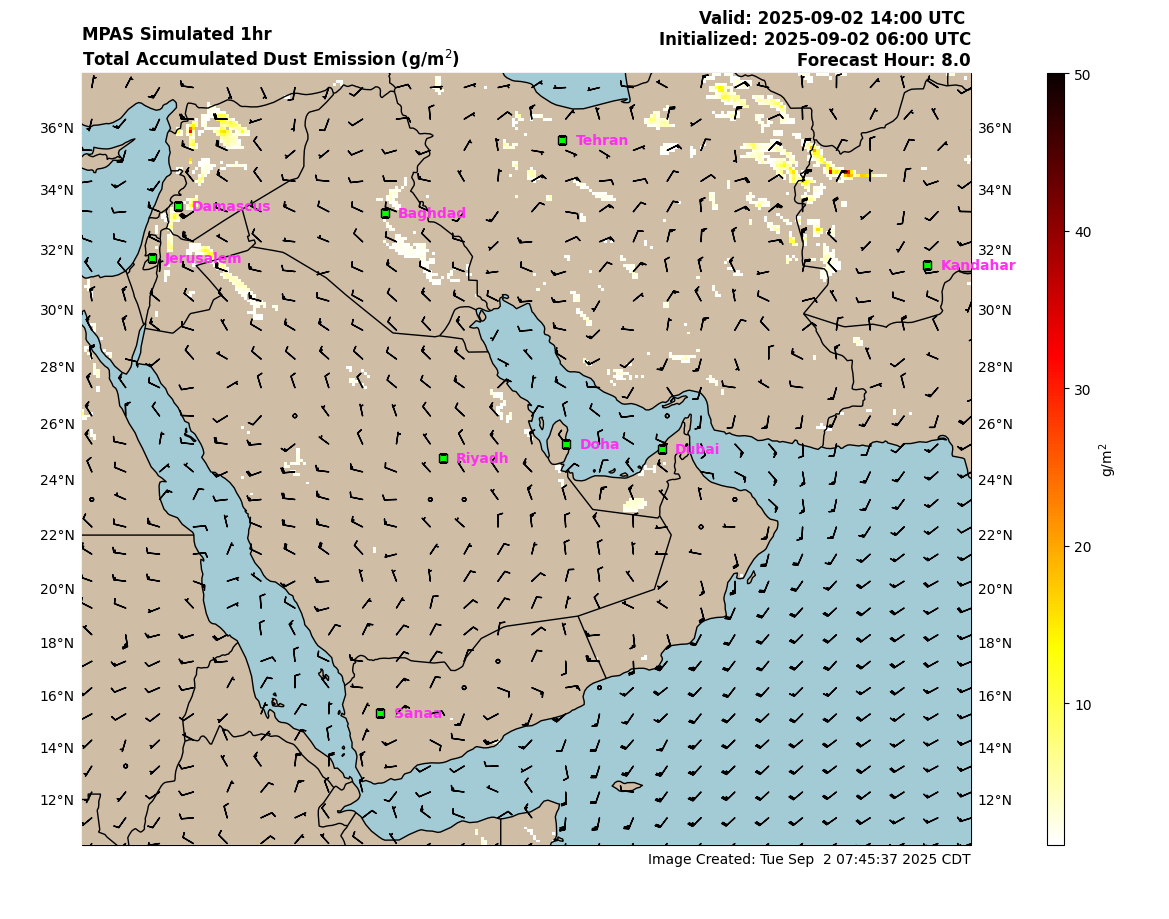 MPAS Simulated 1hr
Total Accumulated Dust Emission (g/m²)
Valid: 2025-09-02 14:00 UTC
Initialized: 2025-09-02 06:00 UTC
Forecast Hour: 8.0
36°N 36°N
34°N 34°N
32°N 32°N
30°N 30°N
28°N 28°N
26°N 26°N
24°N 24°N
22°N 22°N
20°N 20°N
18°N 18°N
16°N 16°N
14°N 14°N
12°N 12°N
Tehran
Damascus
Baghdad
Jerusalem
Kandahar
Doha
Dubai
Riyadh
Sanaa
50
40
30
20
10
g/m²
Image Created: Tue Sep  2 07:45:37 2025 CDT